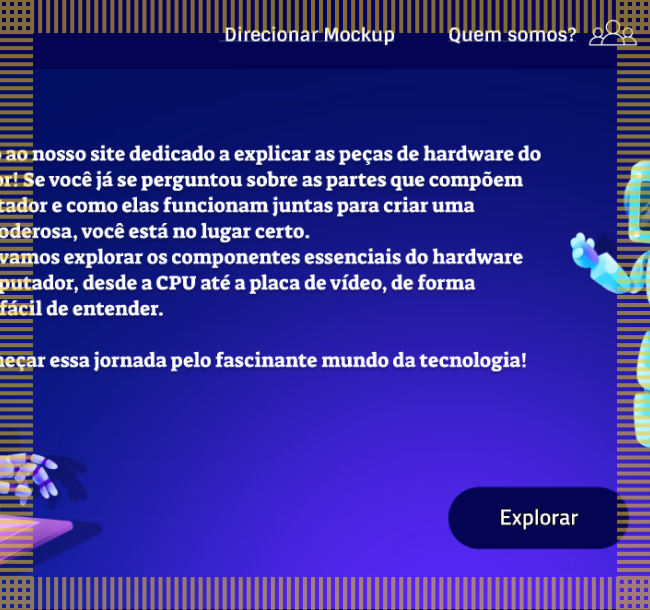 Direcionar Mockup
Quem somos?
ao nosso site dedicado a explicar as peças de hardware do
or! Se você já se perguntou sobre as partes que compõem
tador e como elas funcionam juntas para criar uma
oderosa, você está no lugar certo.
vamos explorar os componentes essenciais do hardware
putador, desde a CPU até a placa de vídeo, de forma
fácil de entender.
meçar essa jornada pelo fascinante mundo da tecnologia!
Explorar